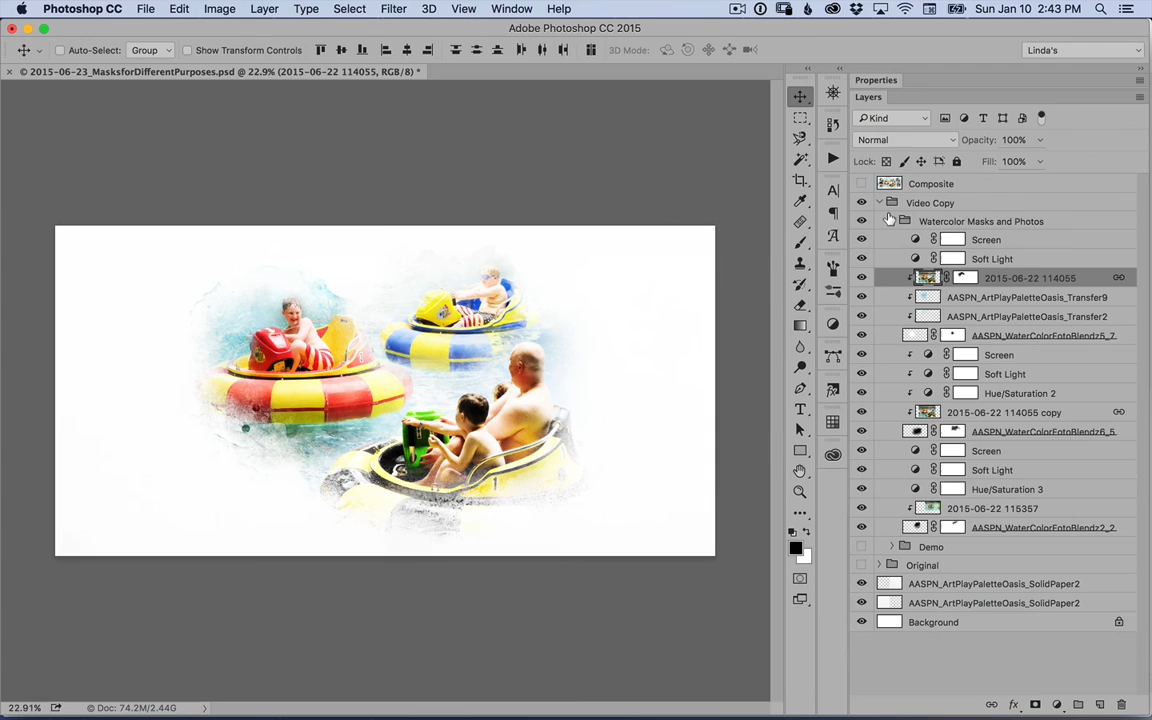 Photoshop CC File Edit Image Layer Type Select Filter 3D View Window Help Sun Jan 10 2:43 PM
Adobe Photoshop CC 2015
Auto-Select: Group Show Transform Controls 3D Mode: Linda's
© 2015-06-23_MasksforDifferentPurposes.psd @ 22.9% (2015-06-22 114055, RGB/8) *
Properties
Layers
Kind
Normal Opacity: 100%
Lock: Fill: 100%
Composite
Video Copy
Watercolor Masks and Photos
Screen
Soft Light
2015-06-22 114055
AASPN_ArtPlayPaletteOasis_Transfer9
AASPN_ArtPlayPaletteOasis_Transfer2
AASPN_WaterColorFotoBlendz5_7
Screen
Soft Light
Hue/Saturation 2
2015-06-22 114055 copy
AASPN_WaterColorFotoBlendz6_5
Screen
Soft Light
Hue/Saturation 3
2015-06-22 115357
AASPN_WaterColorFotoBlendz2_2
Demo
Original
AASPN_ArtPlayPaletteOasis_SolidPaper2
AASPN_ArtPlayPaletteOasis_SolidPaper2
Background
22.91% © Doc: 74.2M/2.44G